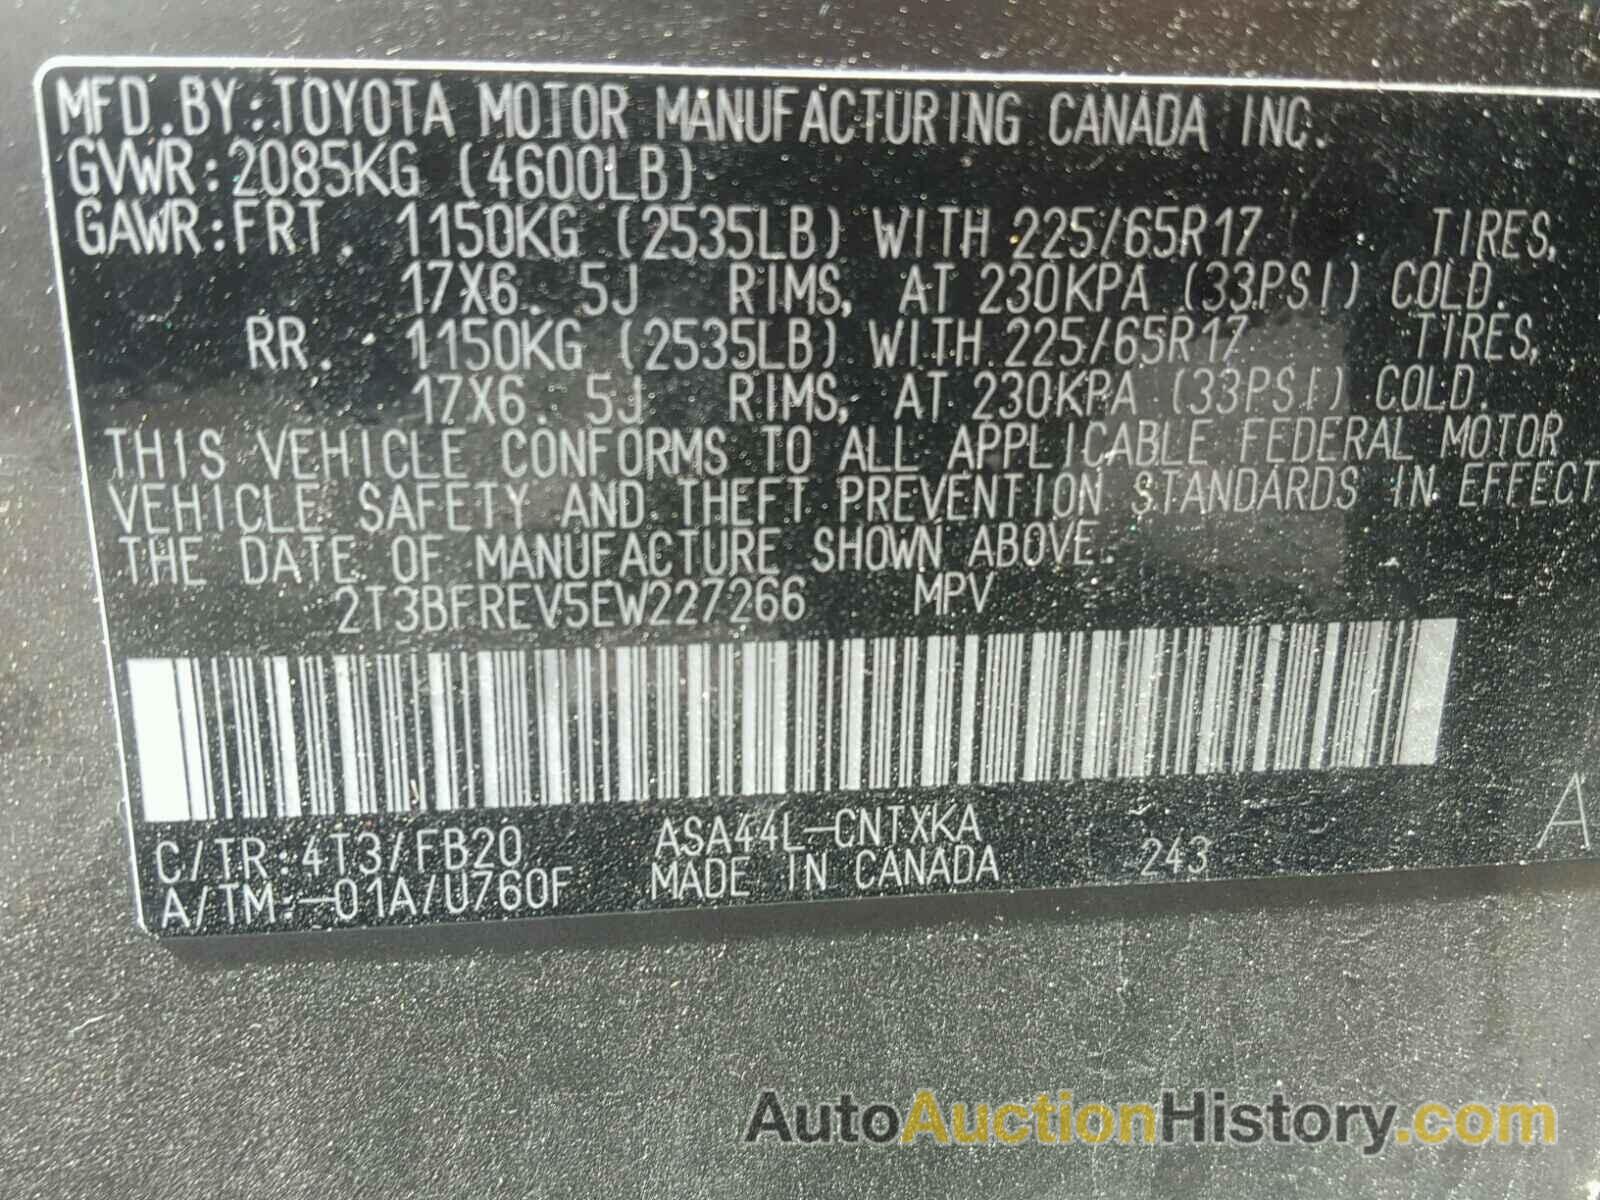 MFD.BY:TOYOTA MOTOR MANUFACTURING CANADA INC.
GVWR:2085KG (4600LB)
GAWR:FRT. 1150KG (2535LB) WITH 225/65R17 TIRES,
17X6.5J RIMS, AT 230KPA (33PSI) COLD.
RR. 1150KG (2535LB) WITH 225/65R17 TIRES,
17X6.5J RIMS, AT 230KPA (33PSI) COLD.
THIS VEHICLE CONFORMS TO ALL APPLICABLE FEDERAL MOTOR
VEHICLE SAFETY AND THEFT PREVENTION STANDARDS IN EFFECT
THE DATE OF MANUFACTURE SHOWN ABOVE.
2T3BFREV5EW227266 MPV
C/TR:4T3/FB20 ASA44L-CNTXKA
A/TM:-01A/U760F MADE IN CANADA 243 A
AutoAuctionHistory.com